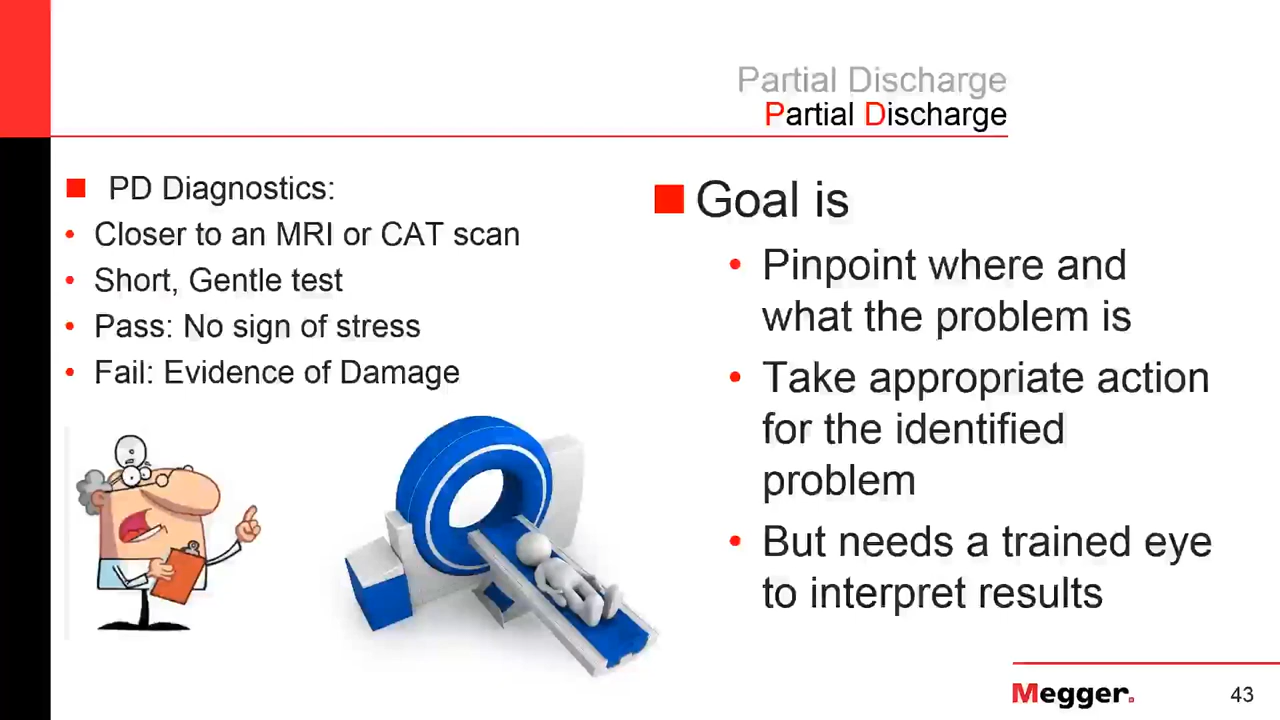 Partial Discharge
Partial Discharge
PD Diagnostics:
Closer to an MRI or CAT scan
Short, Gentle test
Pass: No sign of stress
Fail: Evidence of Damage
Goal is
Pinpoint where and
what the problem is
Take appropriate action
for the identified
problem
But needs a trained eye
to interpret results
Megger.
43